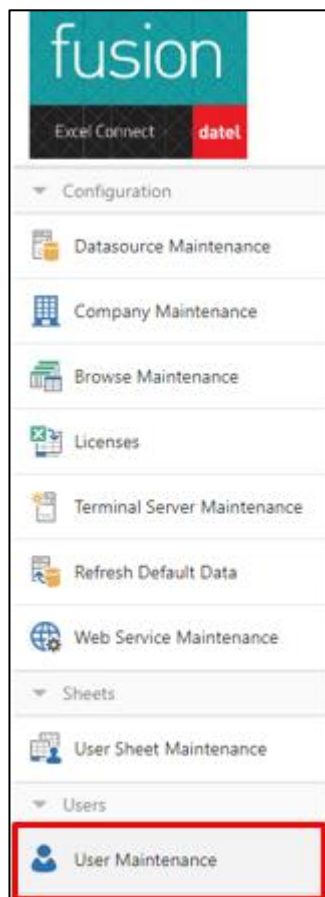 fusion
Excel Connect datel
Configuration
Datasource Maintenance
Company Maintenance
Browse Maintenance
Licenses
Terminal Server Maintenance
Refresh Default Data
Web Service Maintenance
Sheets
User Sheet Maintenance
Users
User Maintenance